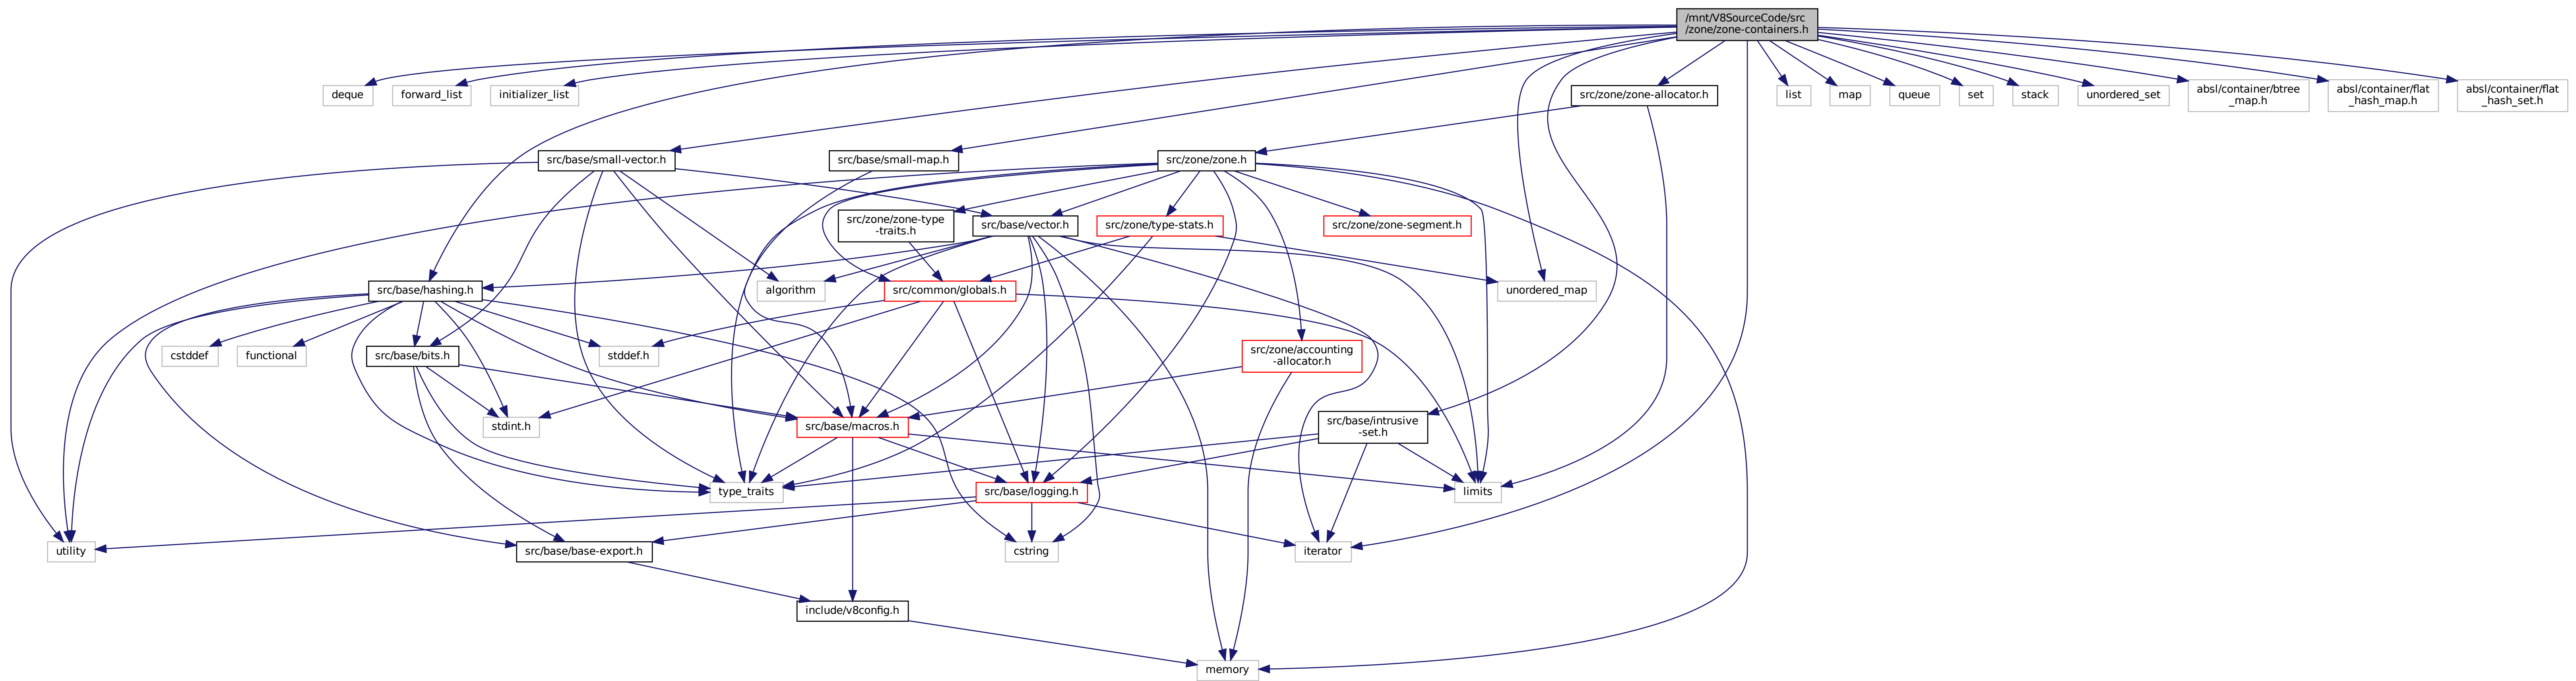 /mnt/V8SourceCode/src
/zone/zone-containers.h
deque
forward_list
initializer_list
src/zone/zone-allocator.h
list
map
queue
set
stack
unordered_set
absl/container/btree
_map.h
absl/container/flat
_hash_map.h
absl/container/flat
_hash_set.h
src/base/small-vector.h
src/base/small-map.h
src/zone/zone.h
src/zone/zone-type
-traits.h
src/base/vector.h
src/zone/type-stats.h
src/zone/zone-segment.h
src/base/hashing.h
algorithm
src/common/globals.h
unordered_map
cstddef
functional
src/base/bits.h
stddef.h
src/zone/accounting
-allocator.h
stdint.h
src/base/macros.h
src/base/intrusive
-set.h
type_traits
src/base/logging.h
limits
utility
src/base/base-export.h
cstring
iterator
include/v8config.h
memory